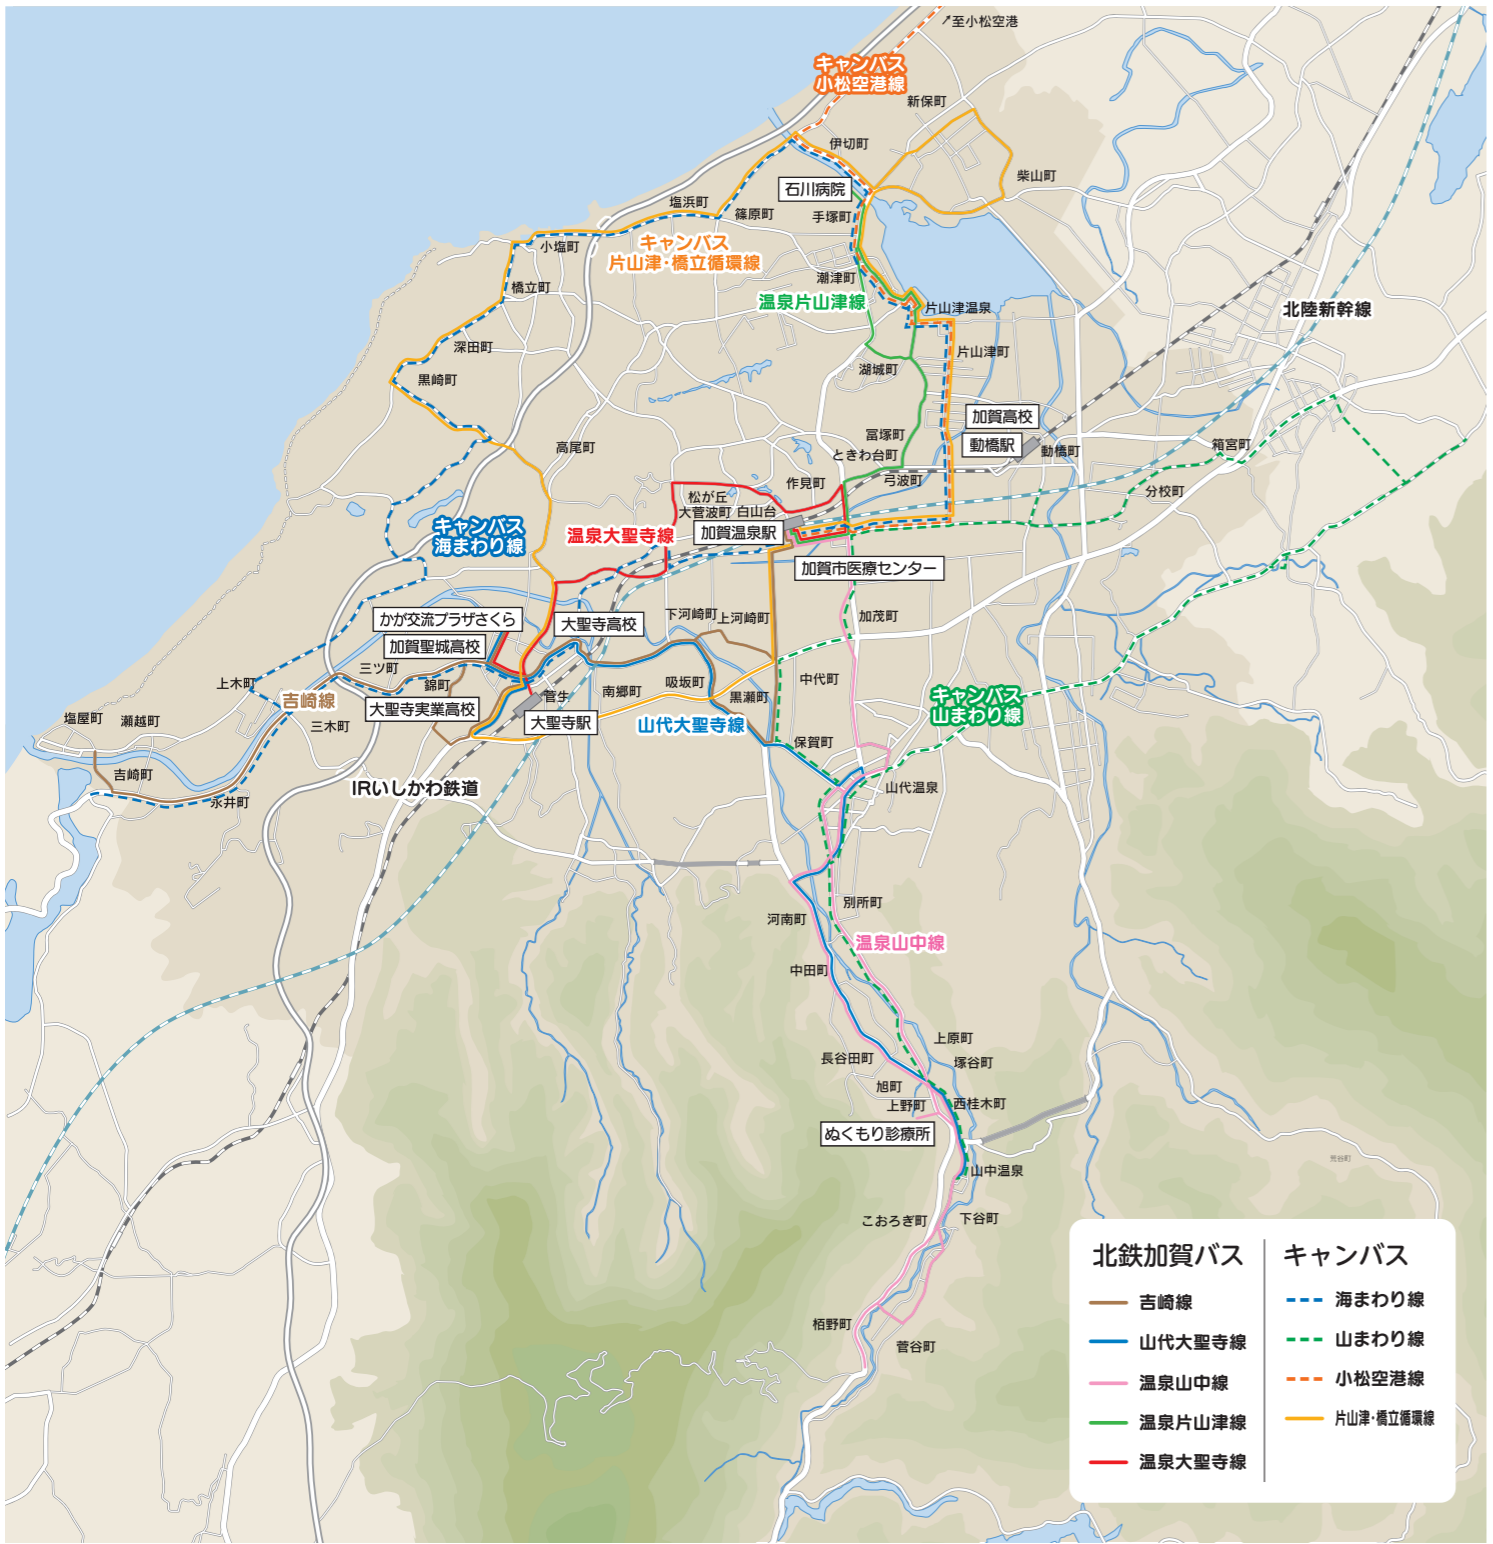 ↗至小松空港
キャンバス
小松空港線
新保町
伊切町
柴山町
石川病院
塩浜町
篠原町
手塚町
小塩町
キャンバス
片山津・橋立循環線
潮津町
橋立町
温泉片山津線
片山津温泉
北陸新幹線
深田町
片山津町
黒崎町
湖城町
加賀高校
冨塚町
動橋駅
動橋町
箱宮町
高尾町
ときわ台町
作見町
弓波町
分校町
松が丘
大菅波町
白山台
キャンバス
海まわり線
温泉大聖寺線
加賀温泉駅
加賀市医療センター
かが交流プラザさくら
大聖寺高校
下河崎町
上河崎町
加茂町
加賀聖城高校
三ツ町
上木町
錦町
吸坂町
中代町
吉崎線
菅生
南郷町
黒瀬町
キャンバス
山まわり線
大聖寺実業高校
塩屋町
瀬越町
三木町
大聖寺駅
山代大聖寺線
保賀町
吉崎町
IRいしかわ鉄道
山代温泉
永井町
別所町
河南町
温泉山中線
中田町
上原町
長谷田町
塚谷町
旭町
上野町
西桂木町
ぬくもり診療所
荒谷町
山中温泉
こおろぎ町
下谷町
栢野町
菅谷町
北鉄加賀バス
吉崎線
山代大聖寺線
温泉山中線
温泉片山津線
温泉大聖寺線
キャンバス
海まわり線
山まわり線
小松空港線
片山津・橋立循環線